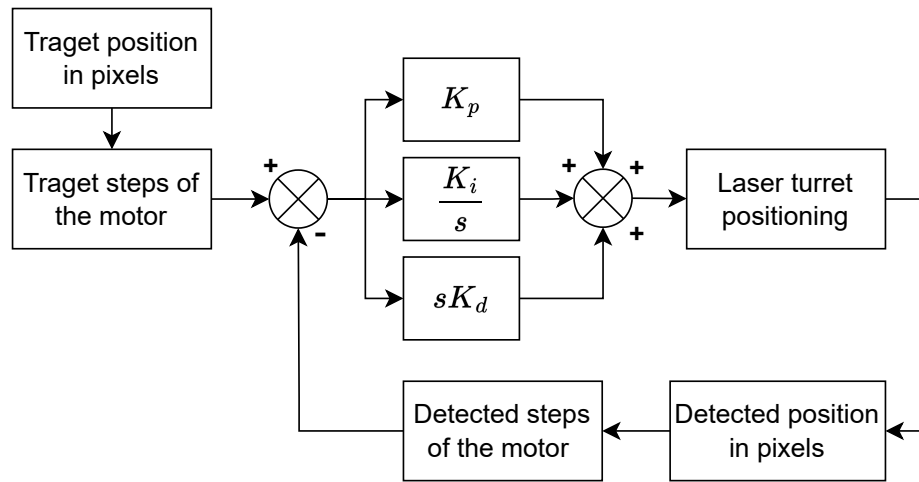 Traget position
in pixels
Traget steps of
the motor
+
-
K_p
K_i
s
sK_d
+
+
+
Laser turret
positioning
Detected steps
of the motor
Detected position
in pixels